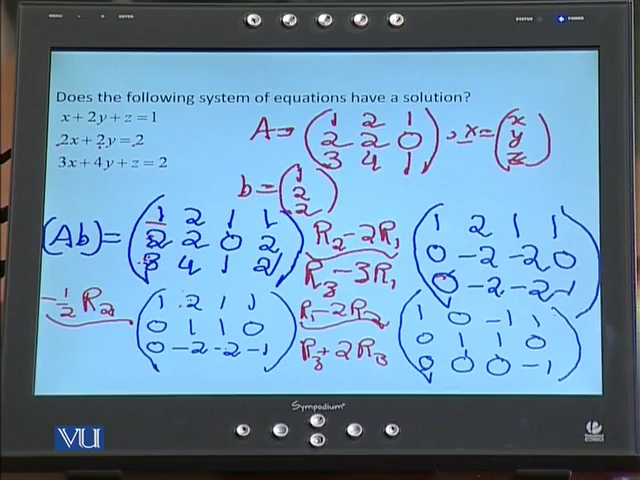 MENU - + ENTER
STATUS POWER
Does the following system of equations have a solution?
x + 2y + z = 1
2x + 2y = 2
3x + 4y + z = 2
A = (1 2 1
2 2 0
3 4 1), x = (x
y
z)
b = (1
2
2)
(Ab) = (1 2 1 1
2 2 0 2
3 4 1 2)
R2 - 2R1
R3 - 3R1
(1 2 1 1
0 -2 -2 0
0 -2 -2 -1)
-1/2 R2
(1 2 1 1
0 1 1 0
0 -2 -2 -1)
R1 - 2R2
R3 + 2R3
(1 0 -1 1
0 1 1 0
0 0 0 -1)
Sympodium
VU